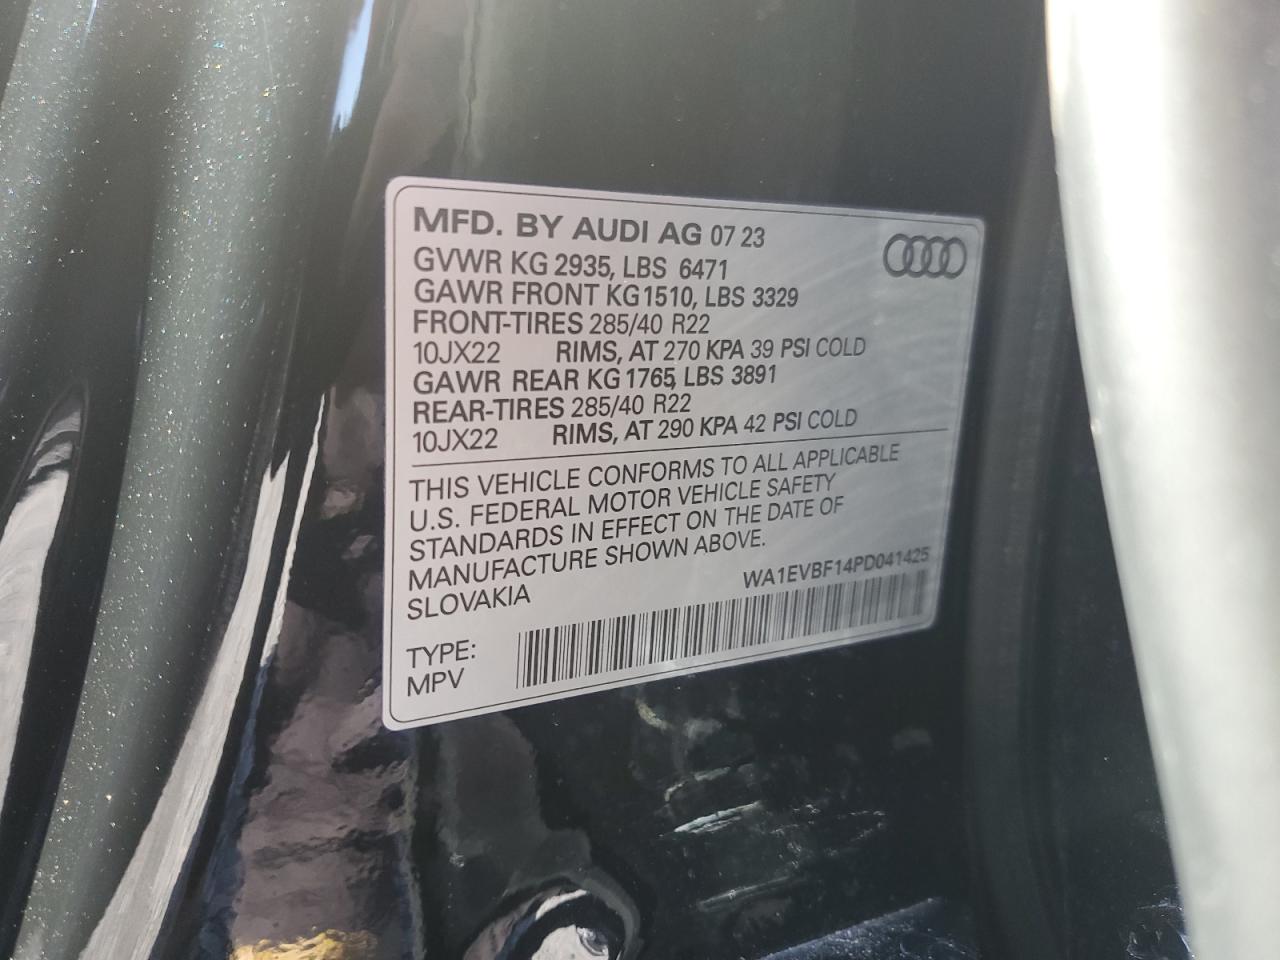 MFD. BY AUDI AG 07 23
GVWR KG 2935, LBS 6471
GAWR FRONT KG1510, LBS 3329
FRONT-TIRES 285/40 R22
10JX22 RIMS, AT 270 KPA 39 PSI COLD
GAWR REAR KG 1765, LBS 3891
REAR-TIRES 285/40 R22
10JX22 RIMS, AT 290 KPA 42 PSI COLD
THIS VEHICLE CONFORMS TO ALL APPLICABLE
U.S. FEDERAL MOTOR VEHICLE SAFETY
STANDARDS IN EFFECT ON THE DATE OF
MANUFACTURE SHOWN ABOVE.
SLOVAKIA
WA1EVBF14PD041425
TYPE:
MPV